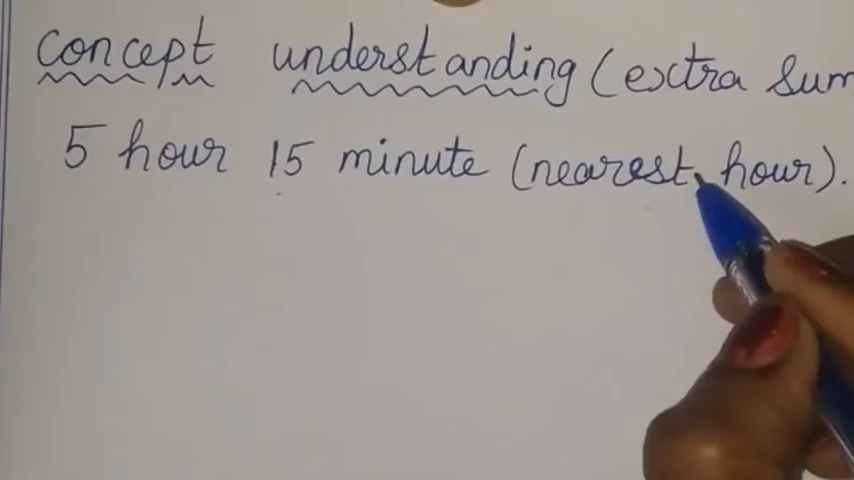 concept understanding (extra sum
5 hour 15 minute (nearest hour).